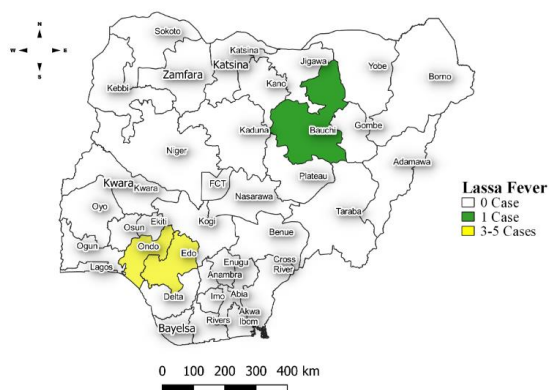 N
W E
S
Sokoto
Katsina
Katsina
Jigawa
Yobe
Borno
Zamfara
Kebbi
Kano
Kaduna
Bauchi
Gombe
Adamawa
Niger
Plateau
FCT
Nasarawa
Taraba
Kwara
Kwara
Oyo
Osun
Ekiti
Kogi
Benue
Ogun
Ondo
Edo
Lagos
Enugu
Anambra
Cross
River
Delta
Imo
Abia
Bayelsa
Rivers
Akwa
Ibom
Lassa Fever
0 Case
1 Case
3-5 Cases
0 100 200 300 400 km